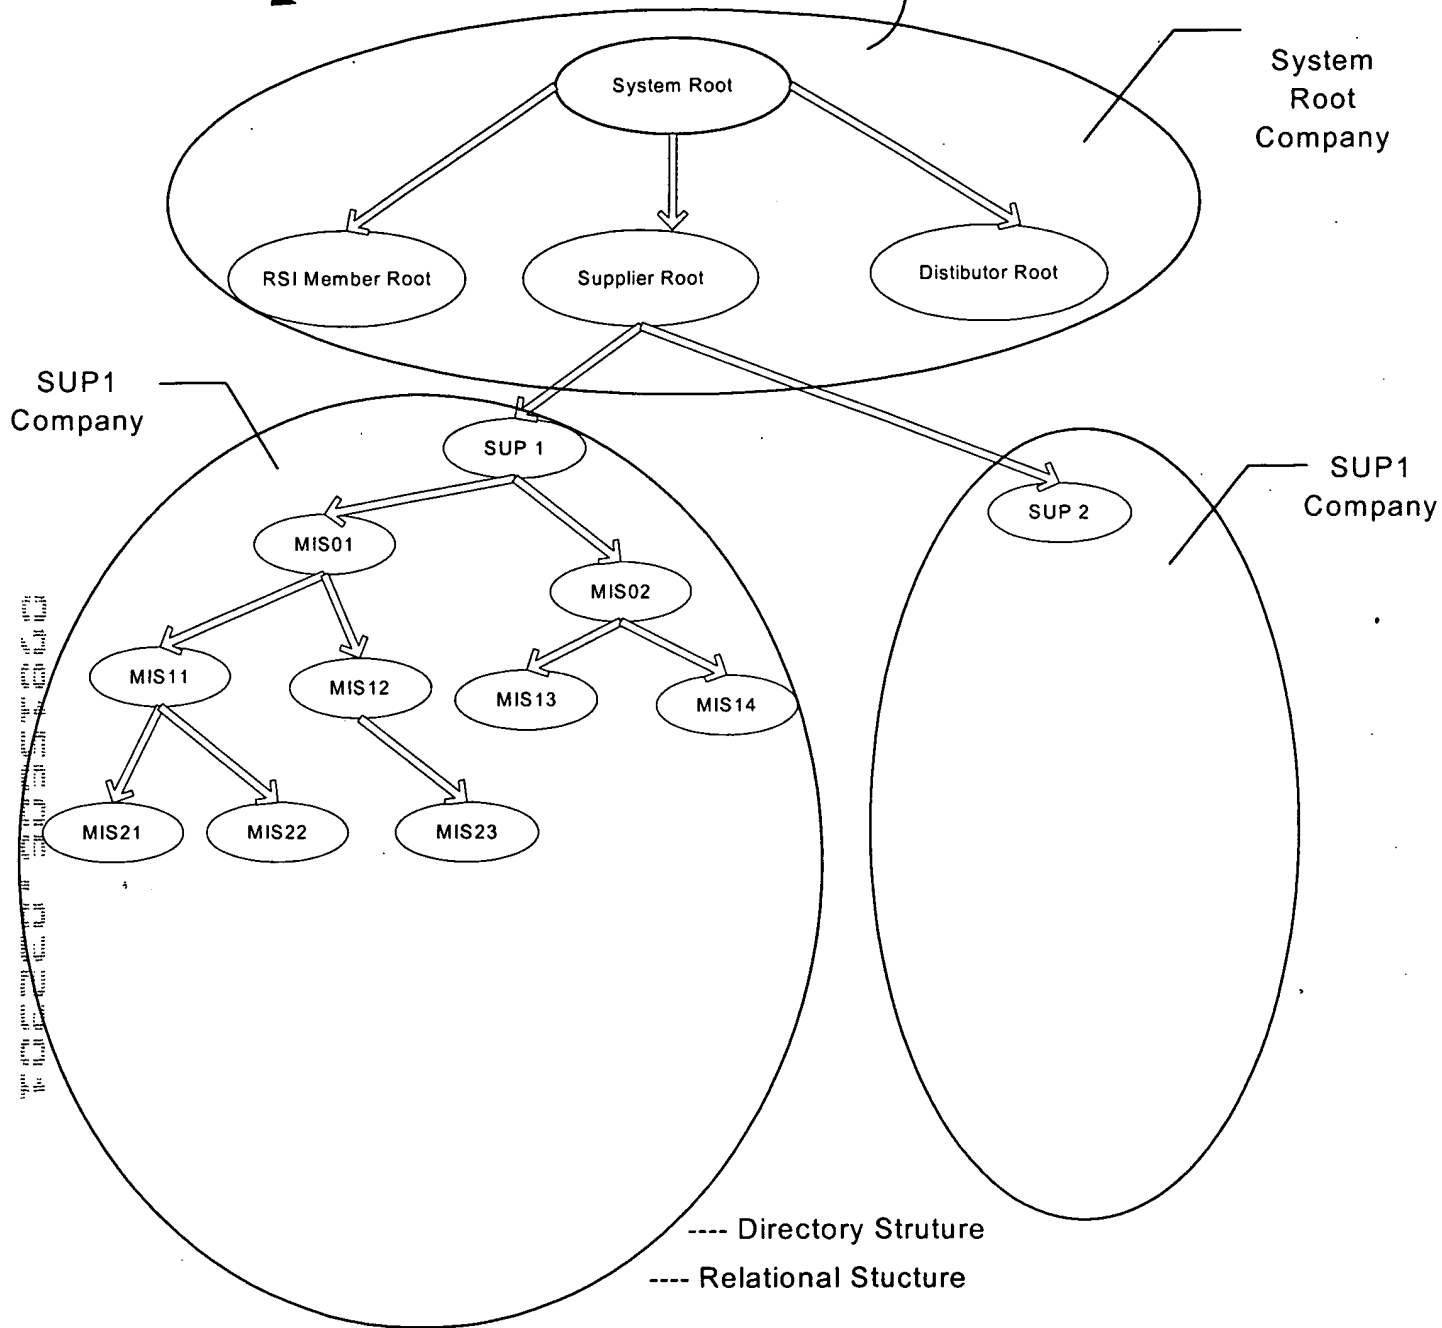 System Root
System
Root
Company
RSI Member Root
Supplier Root
Distibutor Root
SUP1
Company
SUP 1
SUP1
Company
SUP 2
MIS01
MIS02
MIS11
MIS12
MIS13
MIS14
MIS21
MIS22
MIS23
---- Directory Struture
---- Relational Stucture